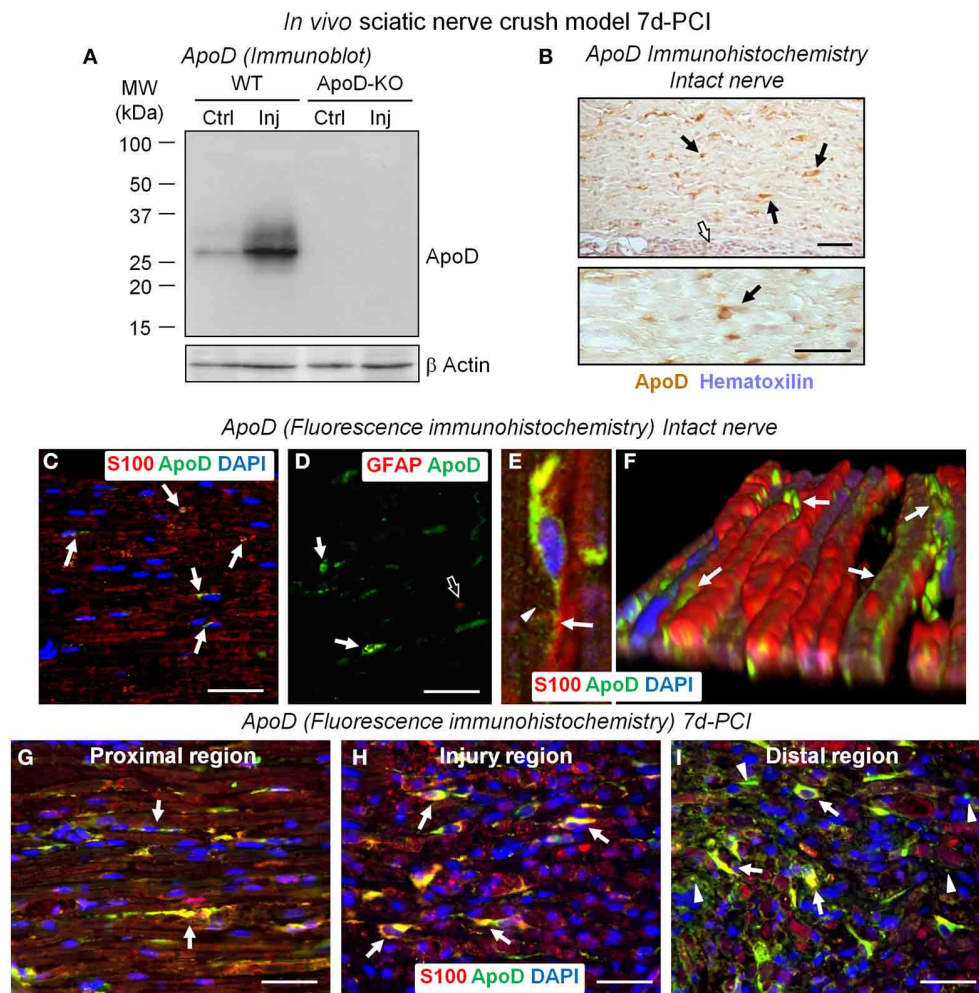 In vivo sciatic nerve crush model 7d-PCI
A
ApoD (Immunoblot)
MW
(kDa)
WT
ApoD-KO
Ctrl
Inj
Ctrl
Inj
100
50
37
25
20
15
ApoD
β Actin
B
ApoD Immunohistochemistry
Intact nerve
ApoD Hematoxilin
ApoD (Fluorescence immunohistochemistry) Intact nerve
C
S100 ApoD DAPI
D
GFAP ApoD
E
F
S100 ApoD DAPI
ApoD (Fluorescence immunohistochemistry) 7d-PCI
G
Proximal region
H
Injury region
I
Distal region
S100 ApoD DAPI